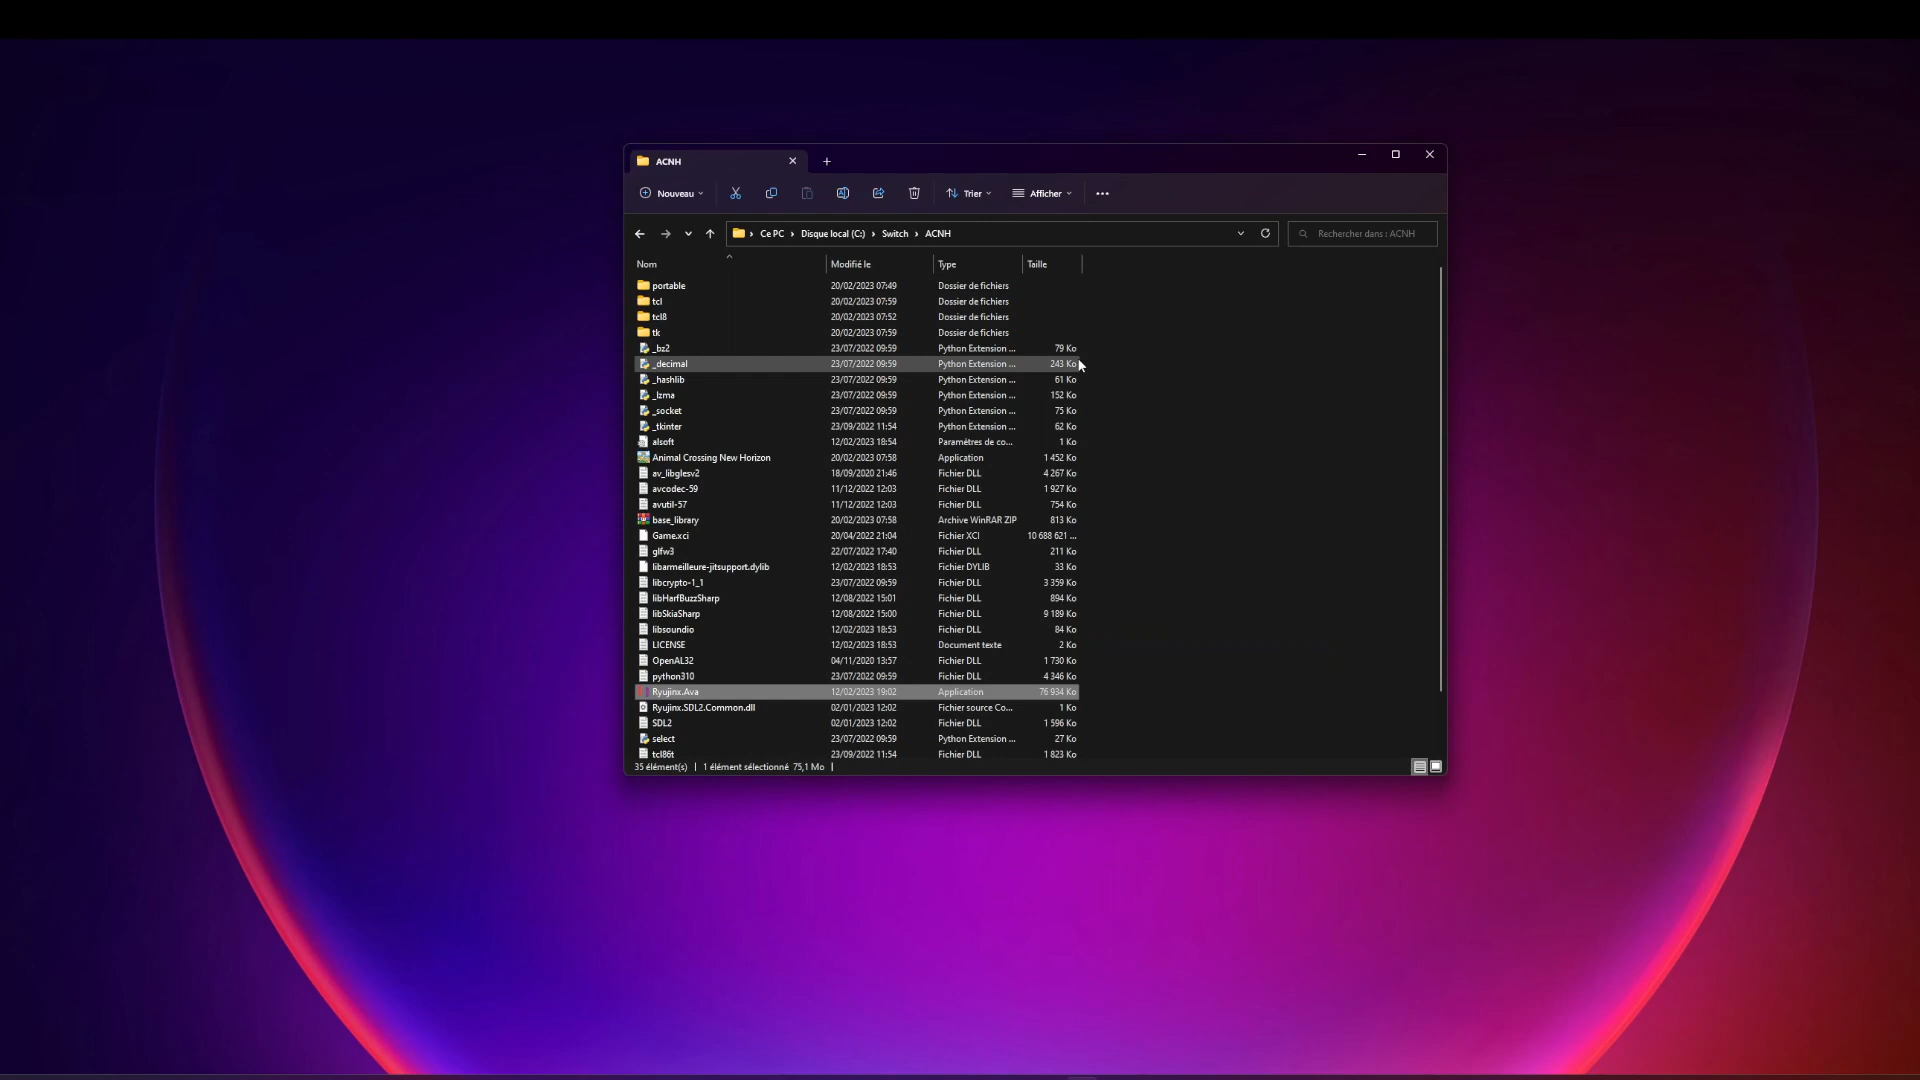 ACNH
Nouveau
Trier
Afficher
Ce PC > Disque local (C:) > Switch > ACNH
Rechercher dans : ACNH
Nom Modifié le Type Taille
portable 20/02/2023 07:49 Dossier de fichiers
tcl 20/02/2023 07:59 Dossier de fichiers
tcl8 20/02/2023 07:52 Dossier de fichiers
tk 20/02/2023 07:59 Dossier de fichiers
_bz2 23/07/2022 09:59 Python Extension ... 79 Ko
_decimal 23/07/2022 09:59 Python Extension ... 243 Ko
_hashlib 23/07/2022 09:59 Python Extension ... 61 Ko
_lzma 23/07/2022 09:59 Python Extension ... 152 Ko
_socket 23/07/2022 09:59 Python Extension ... 75 Ko
_tkinter 23/09/2022 11:54 Python Extension ... 62 Ko
alsoft 12/02/2023 18:54 Paramètres de co... 1 Ko
Animal Crossing New Horizon 20/02/2023 07:58 Application 1 452 Ko
av_libglesv2 18/09/2020 21:46 Fichier DLL 4 267 Ko
avcodec-59 11/12/2022 12:03 Fichier DLL 1 927 Ko
avutil-57 11/12/2022 12:03 Fichier DLL 754 Ko
base_library 20/02/2023 07:58 Archive WinRAR ZIP 813 Ko
Game.xci 20/04/2022 21:04 Fichier XCI 10 688 621 ...
glfw3 22/07/2022 17:40 Fichier DLL 211 Ko
libarmeilleure-jitsupport.dylib 12/02/2023 18:53 Fichier DYLIB 33 Ko
libcrypto-1_1 23/07/2022 09:59 Fichier DLL 3 359 Ko
libHarfBuzzSharp 12/08/2022 15:01 Fichier DLL 894 Ko
libSkiaSharp 12/08/2022 15:00 Fichier DLL 9 189 Ko
libsoundio 12/02/2023 18:53 Fichier DLL 84 Ko
LICENSE 12/02/2023 18:53 Document texte 2 Ko
OpenAL32 04/11/2020 13:57 Fichier DLL 1 730 Ko
python310 23/07/2022 09:59 Fichier DLL 4 346 Ko
Ryujinx.Ava 12/02/2023 19:02 Application 76 934 Ko
Ryujinx.SDL2.Common.dll 02/01/2023 12:02 Fichier source Co... 1 Ko
SDL2 02/01/2023 12:02 Fichier DLL 1 596 Ko
select 23/07/2022 09:59 Python Extension ... 27 Ko
tcl86t 23/09/2022 11:54 Fichier DLL 1 823 Ko
35 élément(s) | 1 élément sélectionné 75,1 Mo |